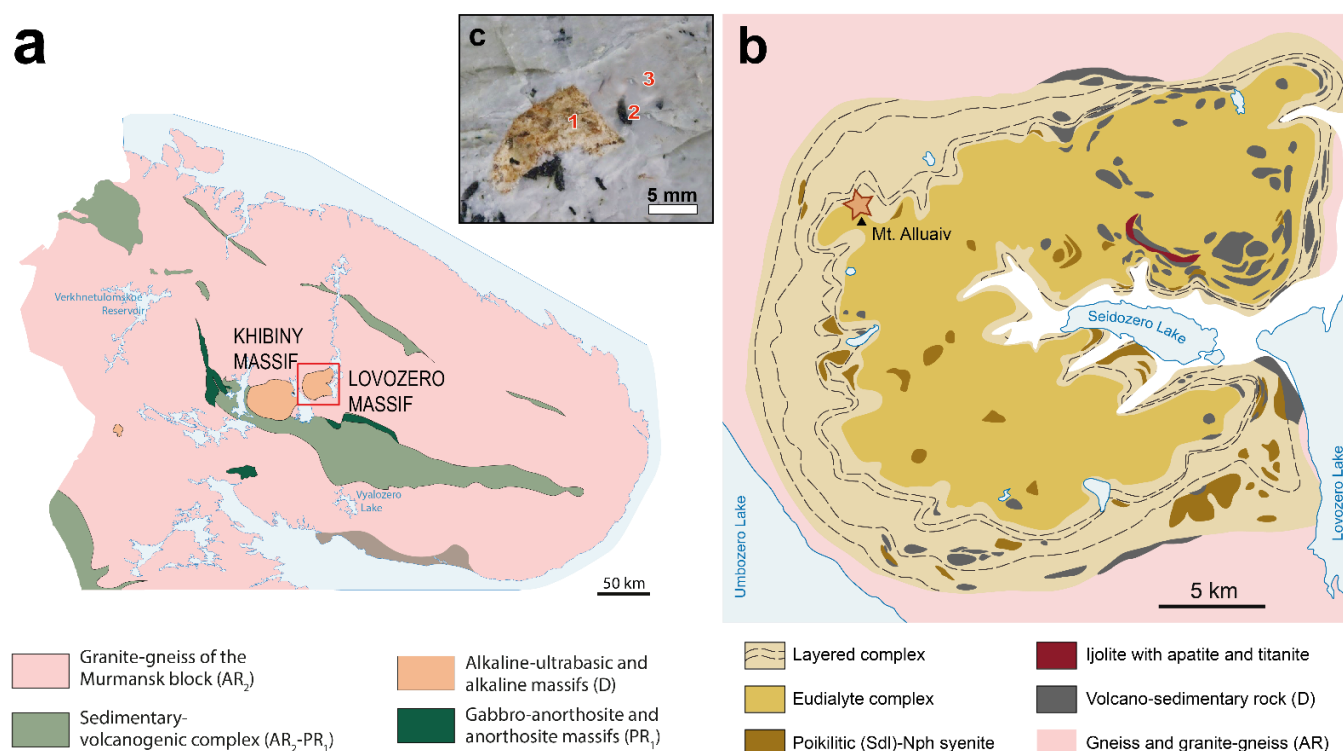 a
c
1
2
3
5 mm
b
Verkhnetulomskoe
Reservoir
KHIBINY
MASSIF
LOVOZERO
MASSIF
Vyalozero
Lake
50 km
Granite-gneiss of the
Murmansk block (AR₂)
Sedimentary-
volcanogenic complex (AR₂-PR₁)
Alkaline-ultrabasic and
alkaline massifs (D)
Gabbro-anorthosite and
anorthosite massifs (PR₁)
Mt. Alluaiv
Seidozero Lake
Umbozero Lake
Lovozero Lake
5 km
Layered complex
Eudialyte complex
Poikilitic (Sdl)-Nph syenite
Ijolite with apatite and titanite
Volcano-sedimentary rock (D)
Gneiss and granite-gneiss (AR)